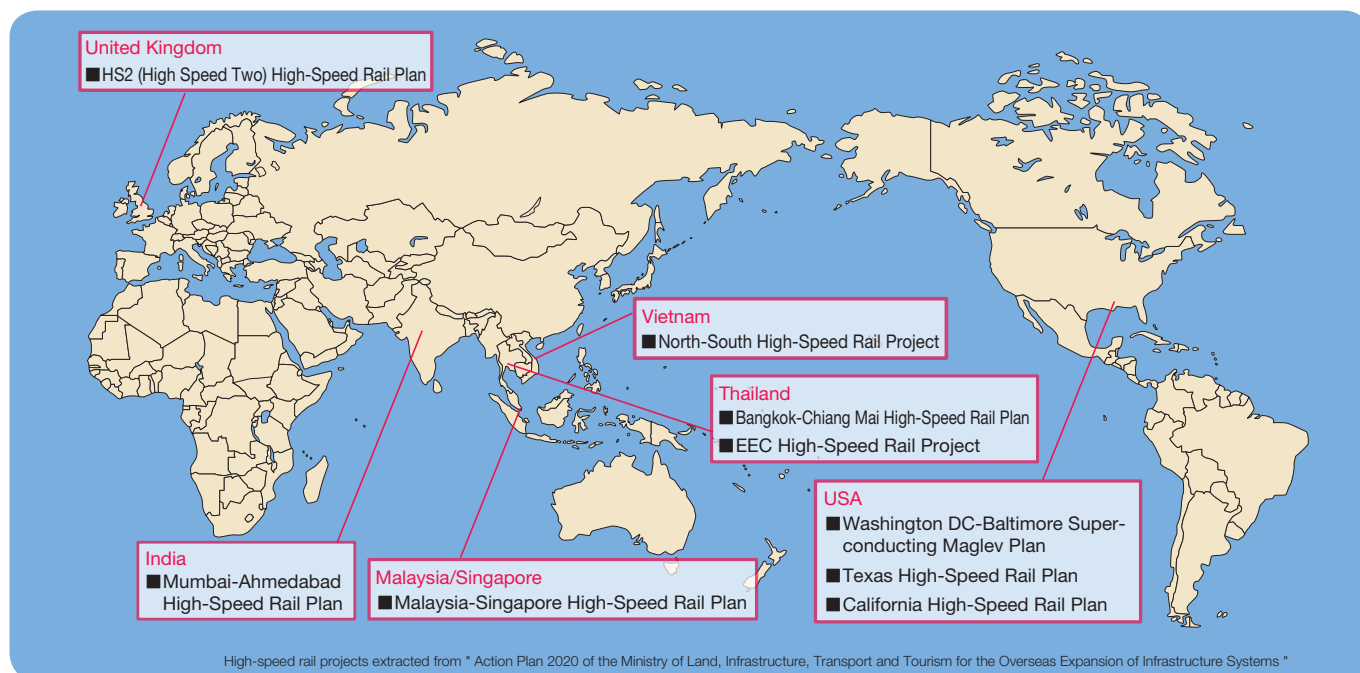 United Kingdom
■HS2 (High Speed Two) High-Speed Rail Plan
Vietnam
■North-South High-Speed Rail Project
Thailand
■Bangkok-Chiang Mai High-Speed Rail Plan
■EEC High-Speed Rail Project
USA
■Washington DC-Baltimore Super-
conducting Maglev Plan
■Texas High-Speed Rail Plan
■California High-Speed Rail Plan
India
■Mumbai-Ahmedabad
High-Speed Rail Plan
Malaysia/Singapore
■Malaysia-Singapore High-Speed Rail Plan
High-speed rail projects extracted from " Action Plan 2020 of the Ministry of Land, Infrastructure, Transport and Tourism for the Overseas Expansion of Infrastructure Systems "